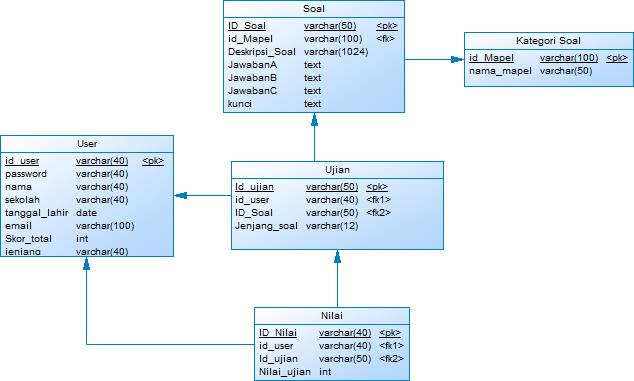 Soal
ID_Soal varchar(50) <pk>
id_Mapel varchar(100) <fk>
Deskripsi_Soal varchar(1024)
JawabanA text
JawabanB text
JawabanC text
kunci text
Kategori Soal
id_Mapel varchar(100) <pk>
nama_mapel varchar(50)
User
id_user varchar(40) <pk>
password varchar(40)
nama varchar(40)
sekolah varchar(40)
tanggal_lahir date
email varchar(100)
Skor_total int
jenjang varchar(40)
Ujian
Id_ujian varchar(50) <pk>
id_user varchar(40) <fk1>
ID_Soal varchar(50) <fk2>
Jenjang_soal varchar(12)
Nilai
ID_Nilai varchar(40) <pk>
id_user varchar(40) <fk1>
Id_ujian varchar(50) <fk2>
Nilai_ujian int